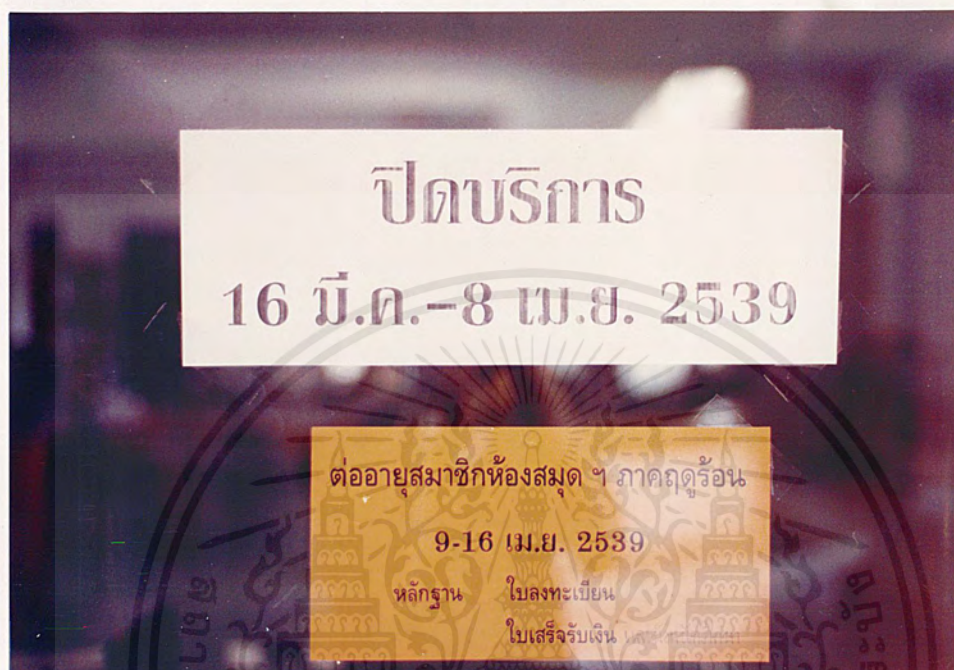 ปิดบริการ
16 มี.ค.-8 เม.ย. 2539
ต่ออายุสมาชิกห้องสมุด ฯ ภาคฤดูร้อน
9-16 เม.ย. 2539
หลักฐาน ใบลงทะเบียน
ใบเสร็จรับเงิน